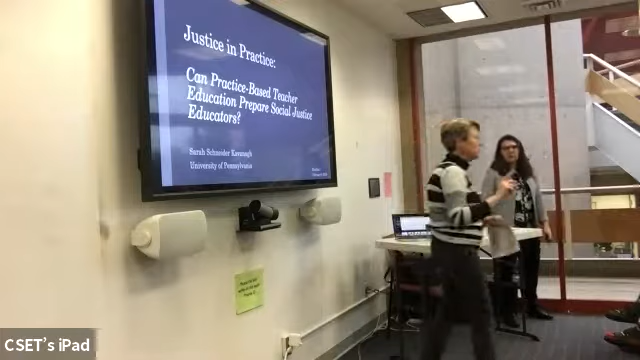 Justice in Practice:
Can Practice-Based Teacher
Education Prepare Social Justice
Educators?
Sarah Schneider Kavanagh
University of Pennsylvania
CSET's iPad